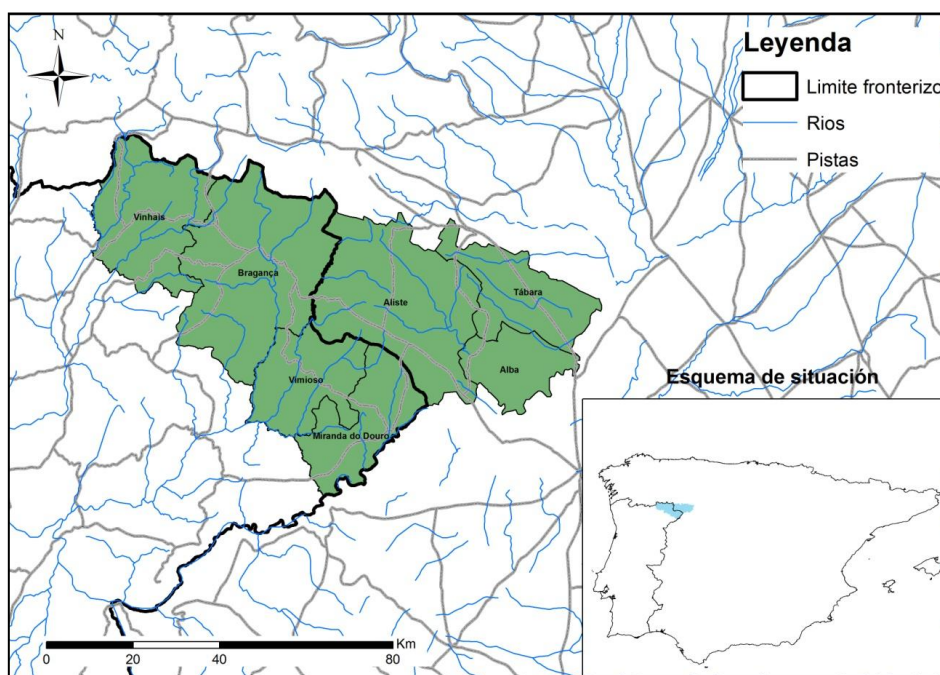 N
Leyenda
Limite fronterizo
Rios
Pistas
Vinhais
Bragança
Aliste
Tábara
Alba
Vimioso
Miranda do Douro
Esquema de situación
Km
0 20 40 80